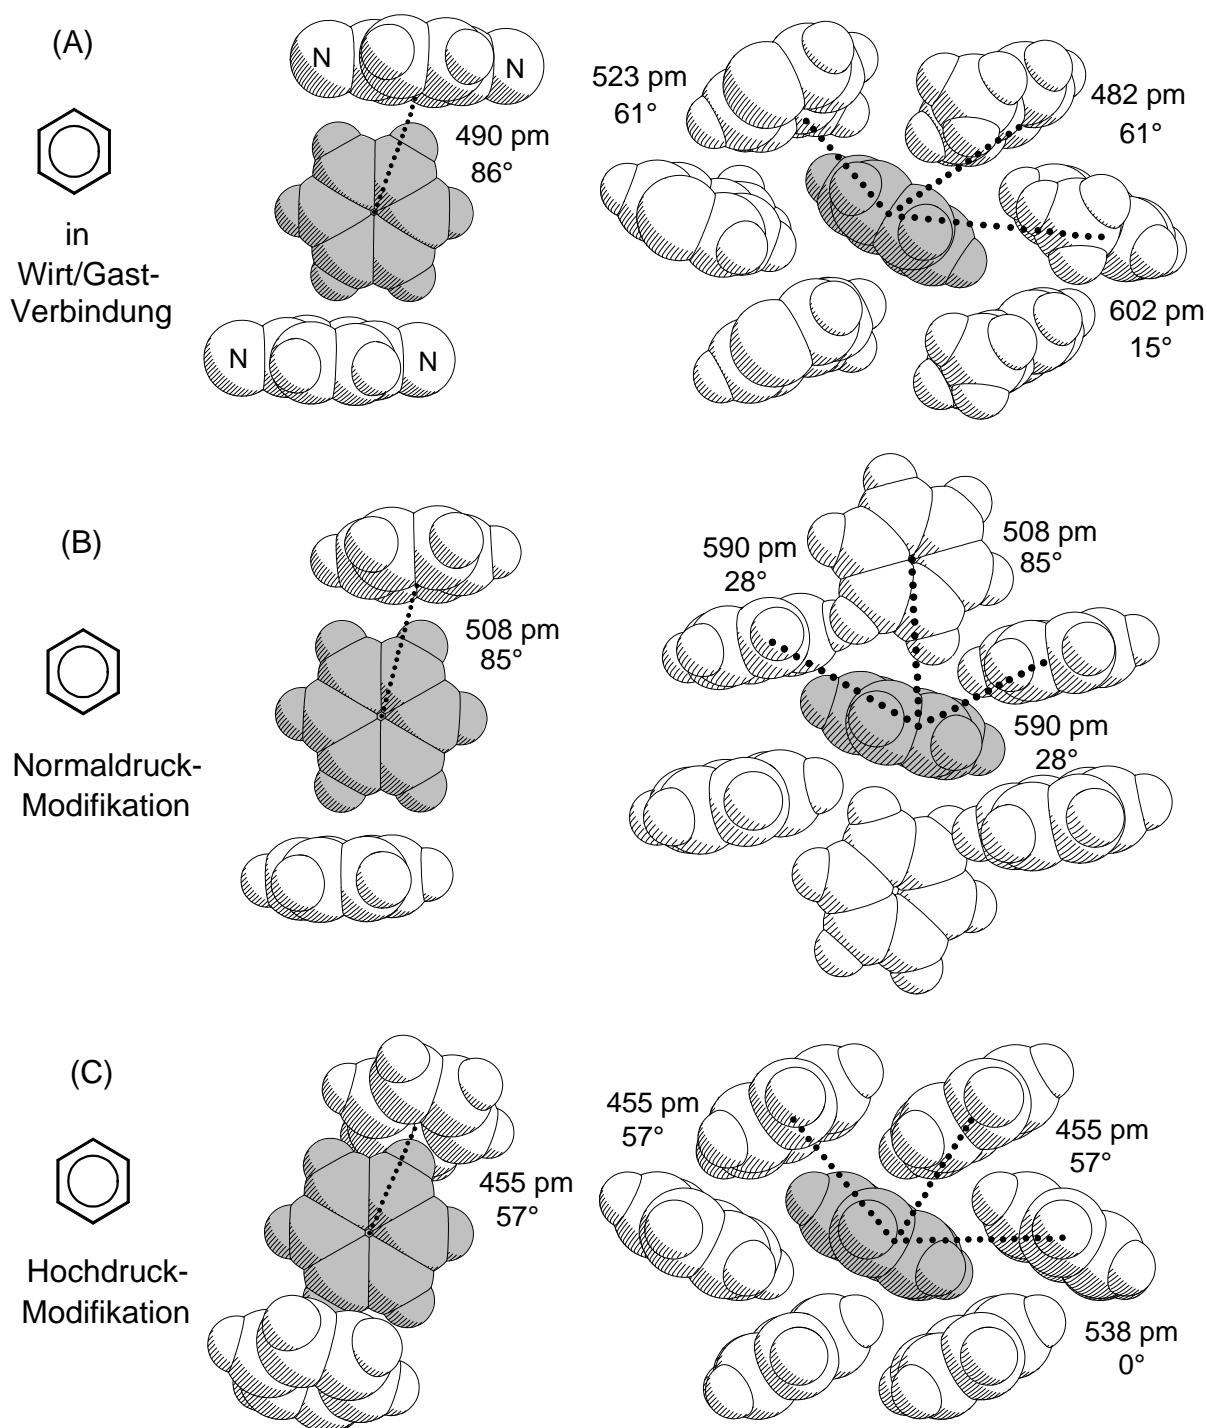 (A)
in
Wirt/Gast-
Verbindung
N
N
490 pm
86°
N
N
523 pm
61°
482 pm
61°
602 pm
15°
(B)
Normaldruck-
Modifikation
508 pm
85°
590 pm
28°
508 pm
85°
590 pm
28°
(C)
Hochdruck-
Modifikation
455 pm
57°
455 pm
57°
455 pm
57°
538 pm
0°